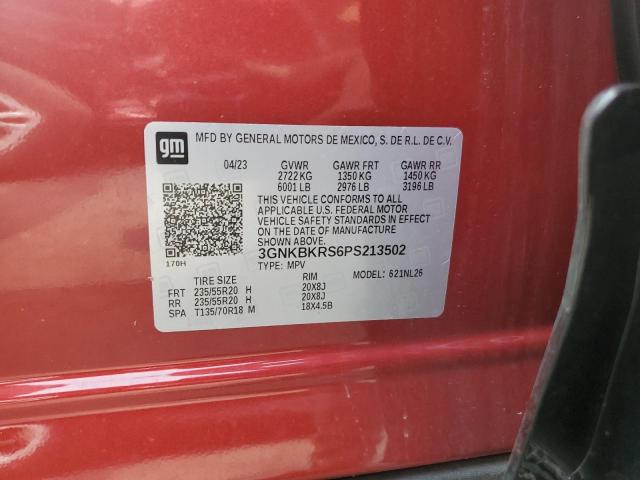 gm
MFD BY GENERAL MOTORS DE MEXICO, S. DE R.L. DE C.V.
04/23 GVWR GAWR FRT GAWR RR
2722 KG 1350 KG 1450 KG
6001 LB 2976 LB 3196 LB
THIS VEHICLE CONFORMS TO ALL
APPLICABLE U.S. FEDERAL MOTOR
VEHICLE SAFETY STANDARDS IN EFFECT
ON THE DATE OF MANUFACTURE
SHOWN ABOVE.
170H 3GNKBKRS6PS213502
TYPE: MPV MODEL: 621NL26
TIRE SIZE RIM
FRT 235/55R20 H 20X8J
RR 235/55R20 H 20X8J
SPA T135/70R18 M 18X4.5B